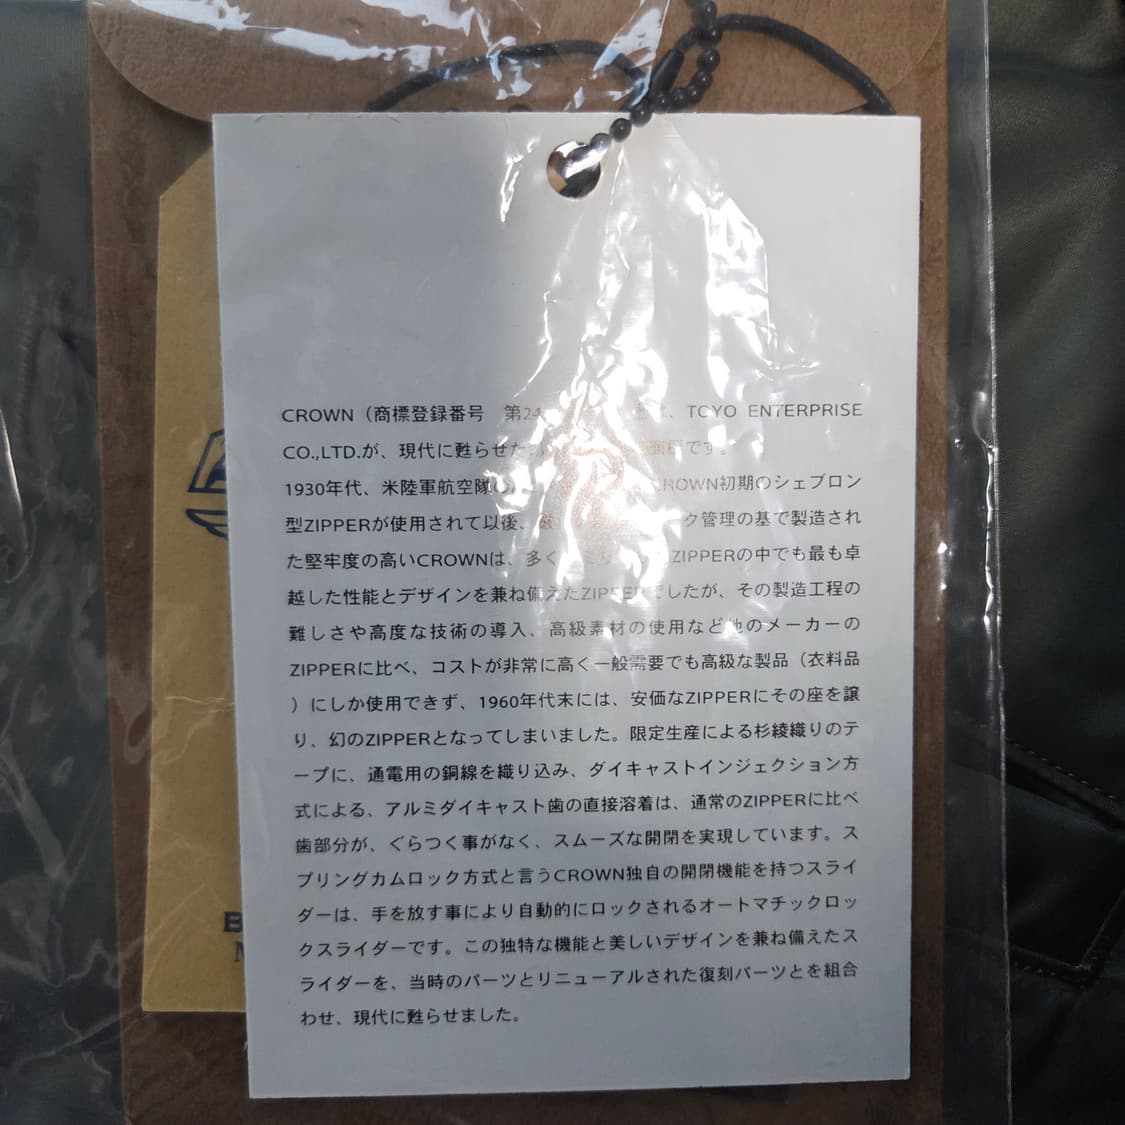 CROWN（商標登録番号　第24 は、TOYO ENTERPRISE
CO.,LTD.が、現代に甦らせた 商標です。
1930年代、米陸軍航空隊の CROWN初期のシェブロン
型ZIPPERが使用されて以後、厳 ク管理の基で製造され
た堅牢度の高いCROWNは、多く ミリ ZIPPERの中でも最も卓
越した性能とデザインを兼ね備えたZIPPERでしたが、その製造工程の
難しさや高度な技術の導入、高級素材の使用など他のメーカーの
ZIPPERに比べ、コストが非常に高く一般需要でも高級な製品（衣料品
）にしか使用できず、1960年代末には、安価なZIPPERにその座を譲
り、幻のZIPPERとなってしまいました。限定生産による杉綾織りのテ
ープに、通電用の銅線を織り込み、ダイキャストインジェクション方
式による、アルミダイキャスト歯の直接溶着は、通常のZIPPERに比べ
歯部分が、ぐらつく事がなく、スムーズな開閉を実現しています。ス
プリングカムロック方式と言うCROWN独自の開閉機能を持つスライ
ダーは、手を放す事により自動的にロックされるオートマチックロッ
クスライダーです。この独特な機能と美しいデザインを兼ね備えたス
ライダーを、当時のパーツとリニューアルされた復刻パーツとを組合
わせ、現代に甦らせました。